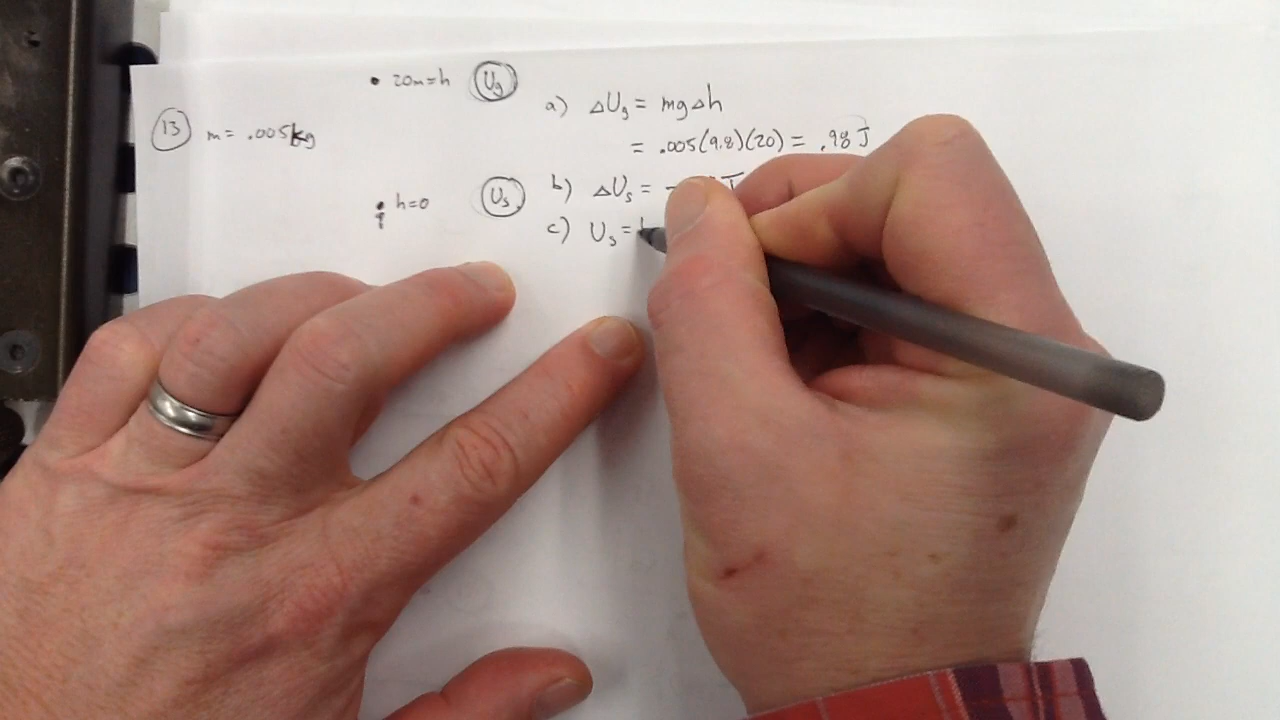 20m=h Ug
a) ΔUg = mgΔh
13 m= .005kg
= .005(9.8)(20) = .98 J
b) ΔUs = - J
h=0 Us
c) Us =